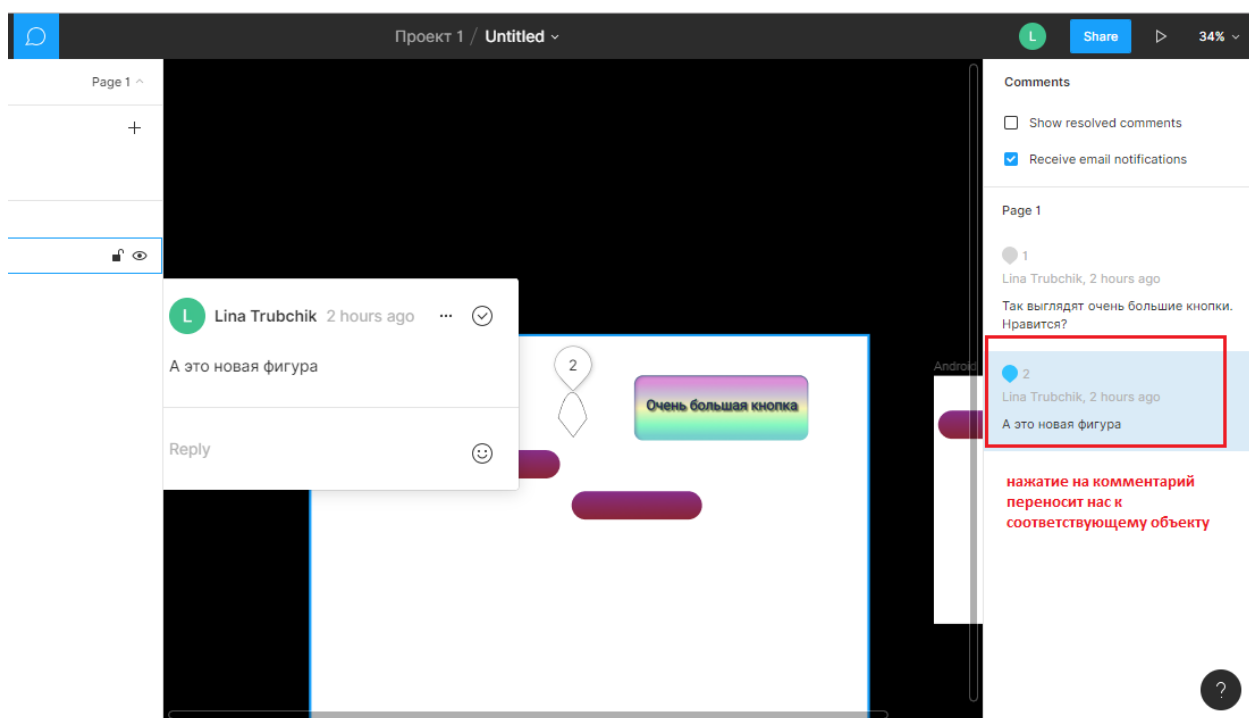 Проект 1 / Untitled
L
Share
34%
Page 1
Comments
Show resolved comments
Receive email notifications
Page 1
1
Lina Trubchik, 2 hours ago
Так выглядят очень большие кнопки.
Нравится?
2
Lina Trubchik, 2 hours ago
А это новая фигура
нажатие на комментарий
переносит нас к
соответствующему объекту
L
Lina Trubchik 2 hours ago
А это новая фигура
Reply
2
Очень большая кнопка
Android
?